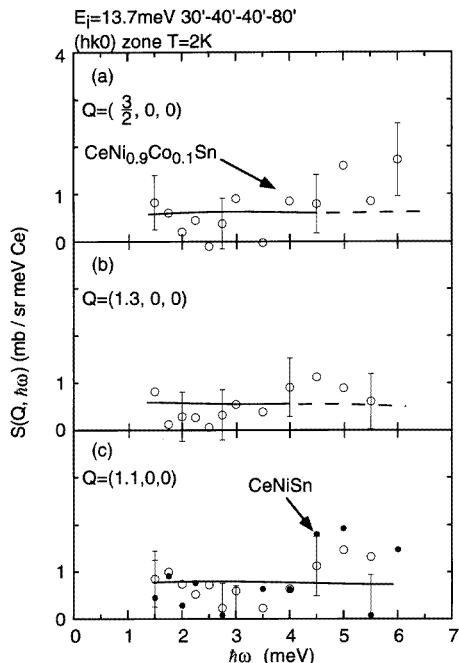 Ei=13.7meV 30'-40'-40'-80'
(hk0) zone T=2K
4
(a)
Q=( 3/2, 0, 0)
CeNi0.9Co0.1Sn
1
0
(b)
Q=(1.3, 0, 0)
1
0
(c)
Q=(1.1,0,0)
CeNiSn
1
0
0 1 2 3 4 5 6 7
ħω (meV)
S(Q, ħω) (mb / sr meV Ce)